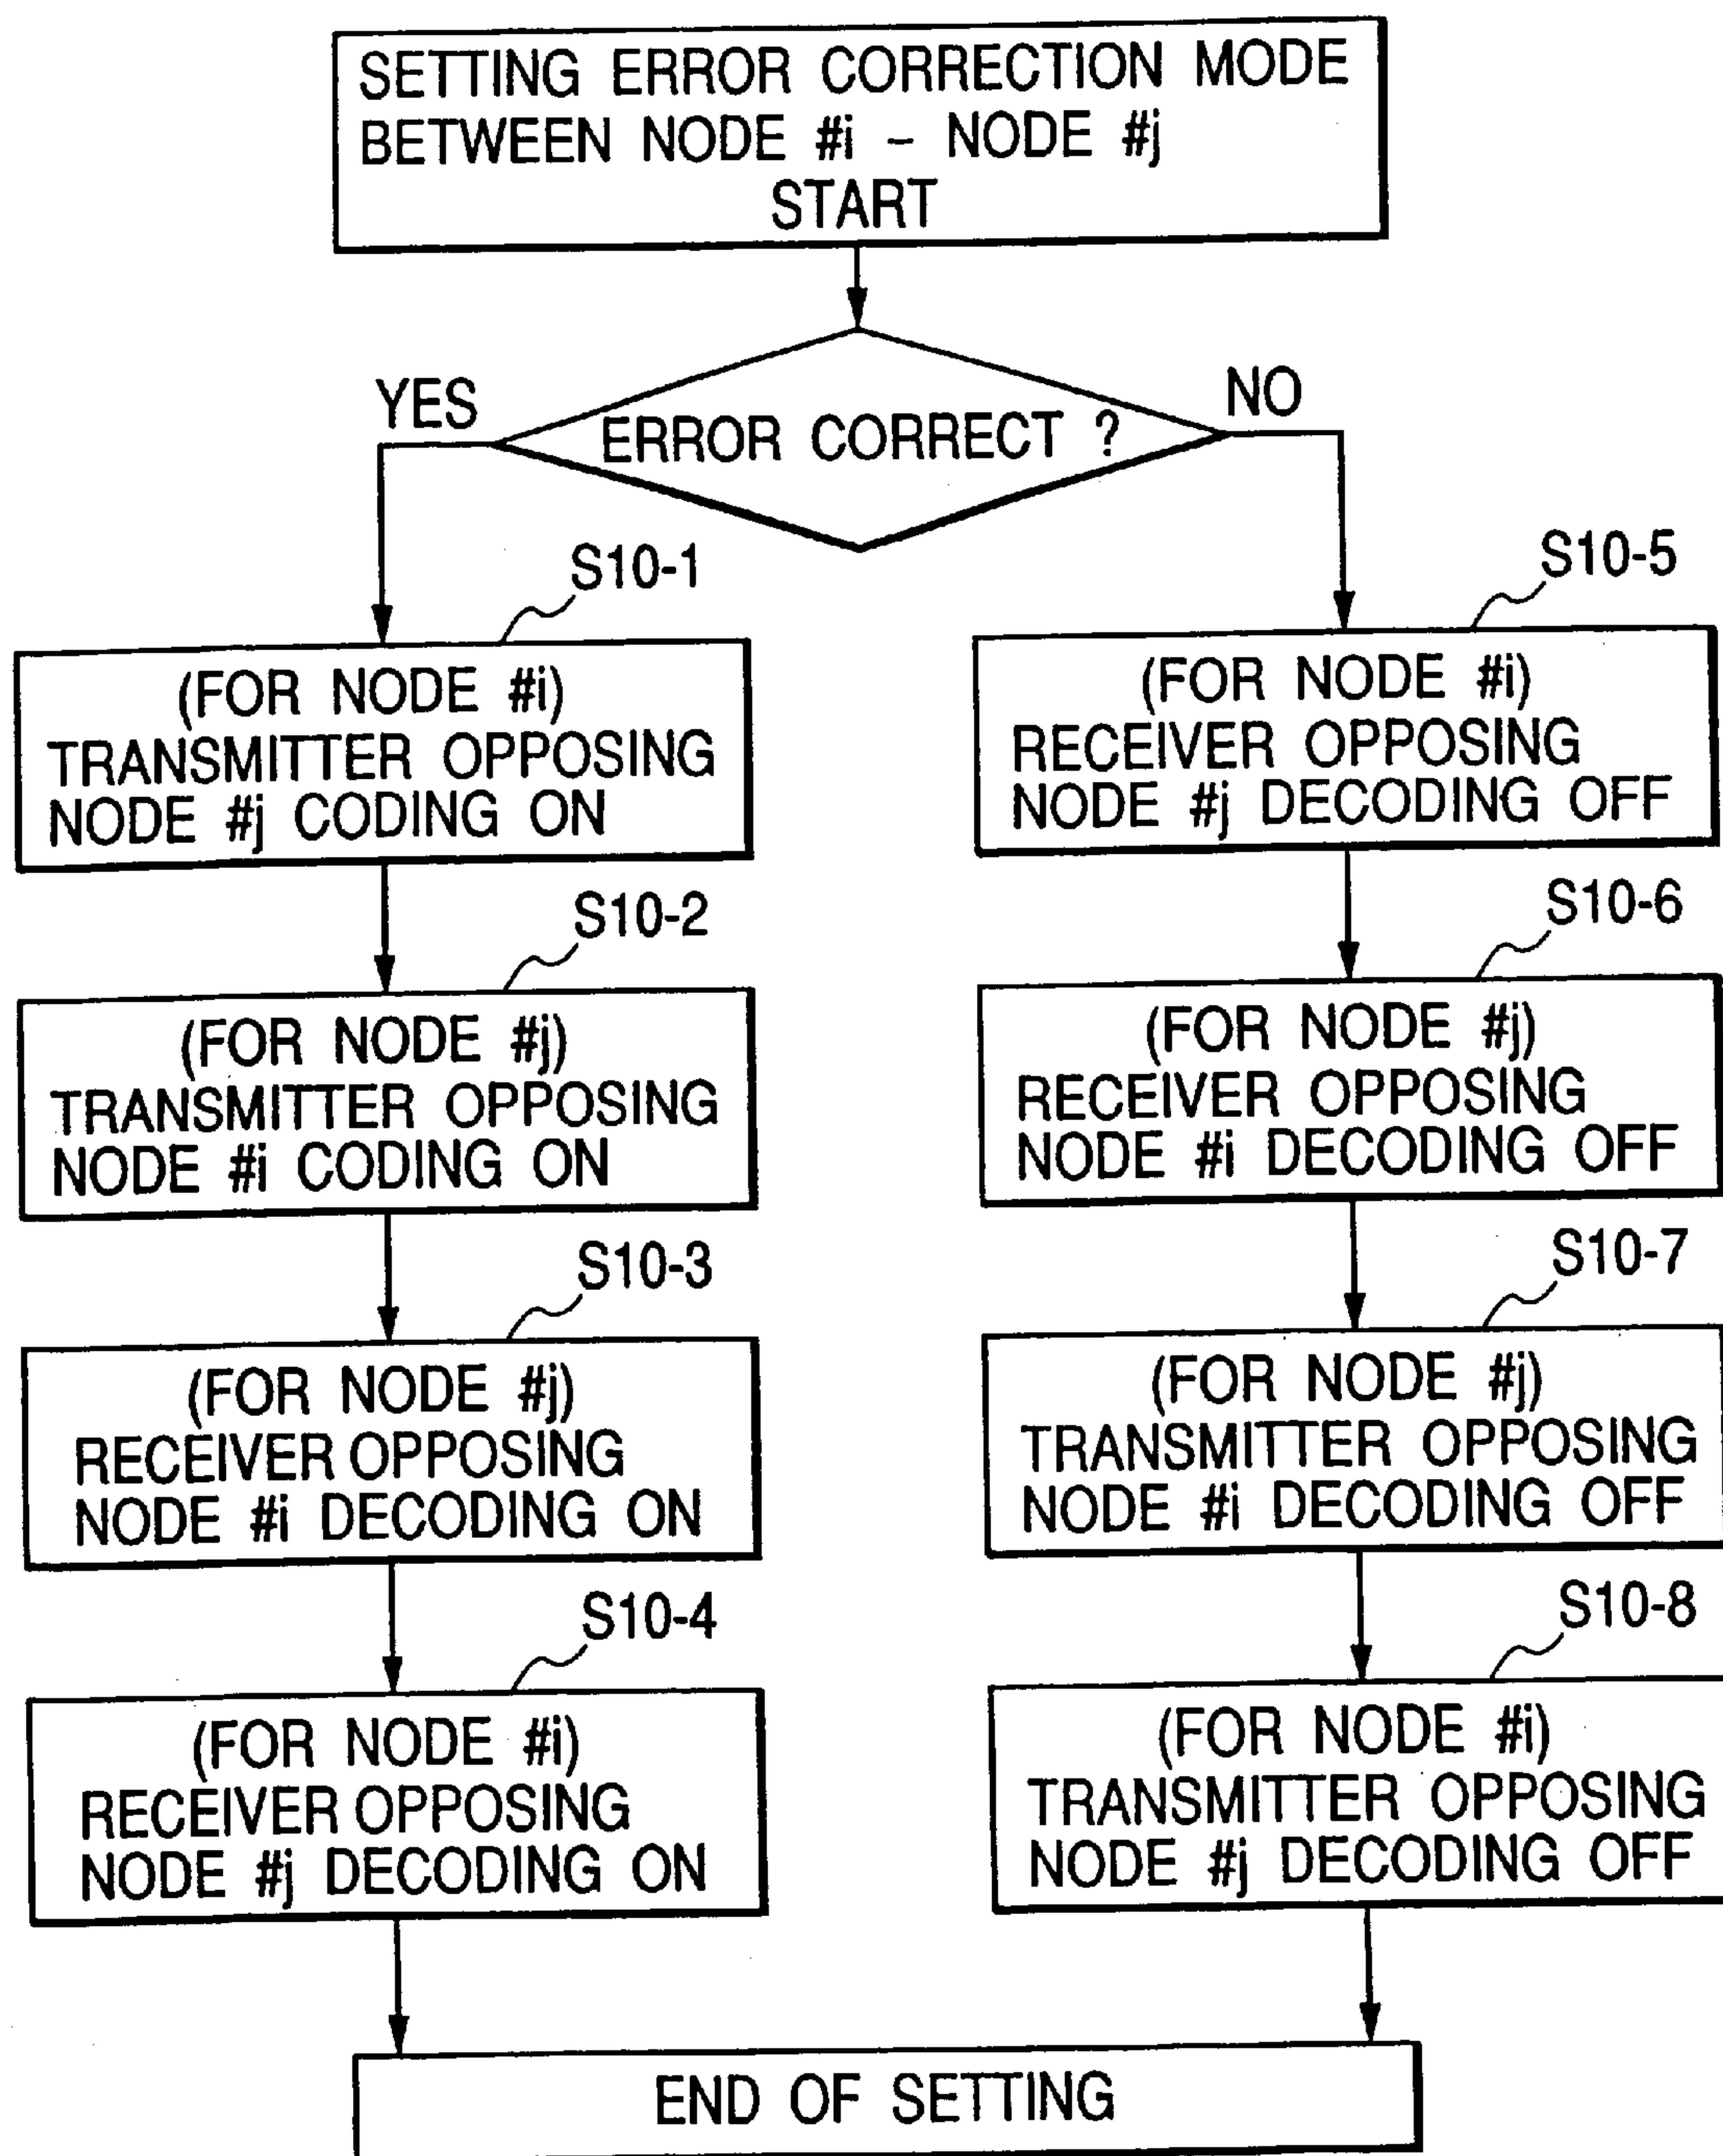 SETTING ERROR CORRECTION MODE
BETWEEN NODE #i – NODE #j
START
ERROR CORRECT ?
YES
NO
S10-1
(FOR NODE #i)
TRANSMITTER OPPOSING
NODE #j CODING ON
S10-2
(FOR NODE #j)
TRANSMITTER OPPOSING
NODE #i CODING ON
S10-3
(FOR NODE #j)
RECEIVER OPPOSING
NODE #i DECODING ON
S10-4
(FOR NODE #i)
RECEIVER OPPOSING
NODE #j DECODING ON
S10-5
(FOR NODE #i)
RECEIVER OPPOSING
NODE #j DECODING OFF
S10-6
(FOR NODE #j)
RECEIVER OPPOSING
NODE #i DECODING OFF
S10-7
(FOR NODE #j)
TRANSMITTER OPPOSING
NODE #i DECODING OFF
S10-8
(FOR NODE #i)
TRANSMITTER OPPOSING
NODE #j DECODING OFF
END OF SETTING